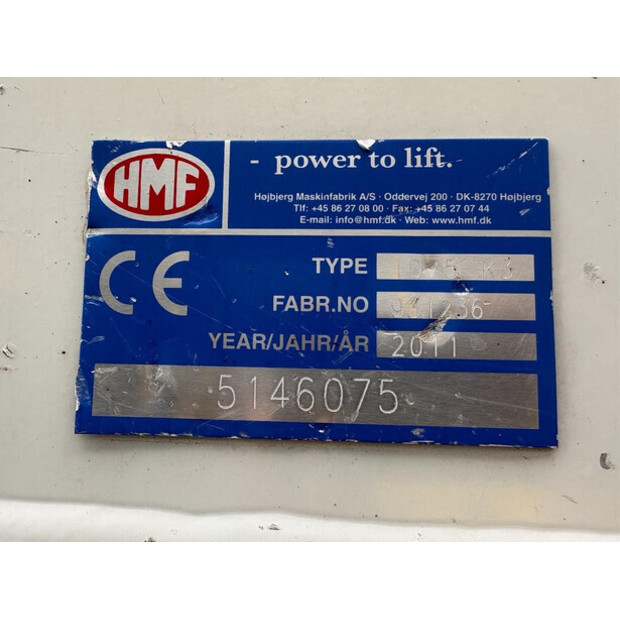 HMF
- power to lift.
Højbjerg Maskinfabrik A/S · Oddervej 200 · DK-8270 Højbjerg
Tlf: +45 86 27 08 00 · Fax: +45 86 27 07 44
E-mail: info@hmf.dk · Web: www.hmf.dk
CE
TYPE
FABR.NO
YEAR/JAHR/ÅR 2011
5146075